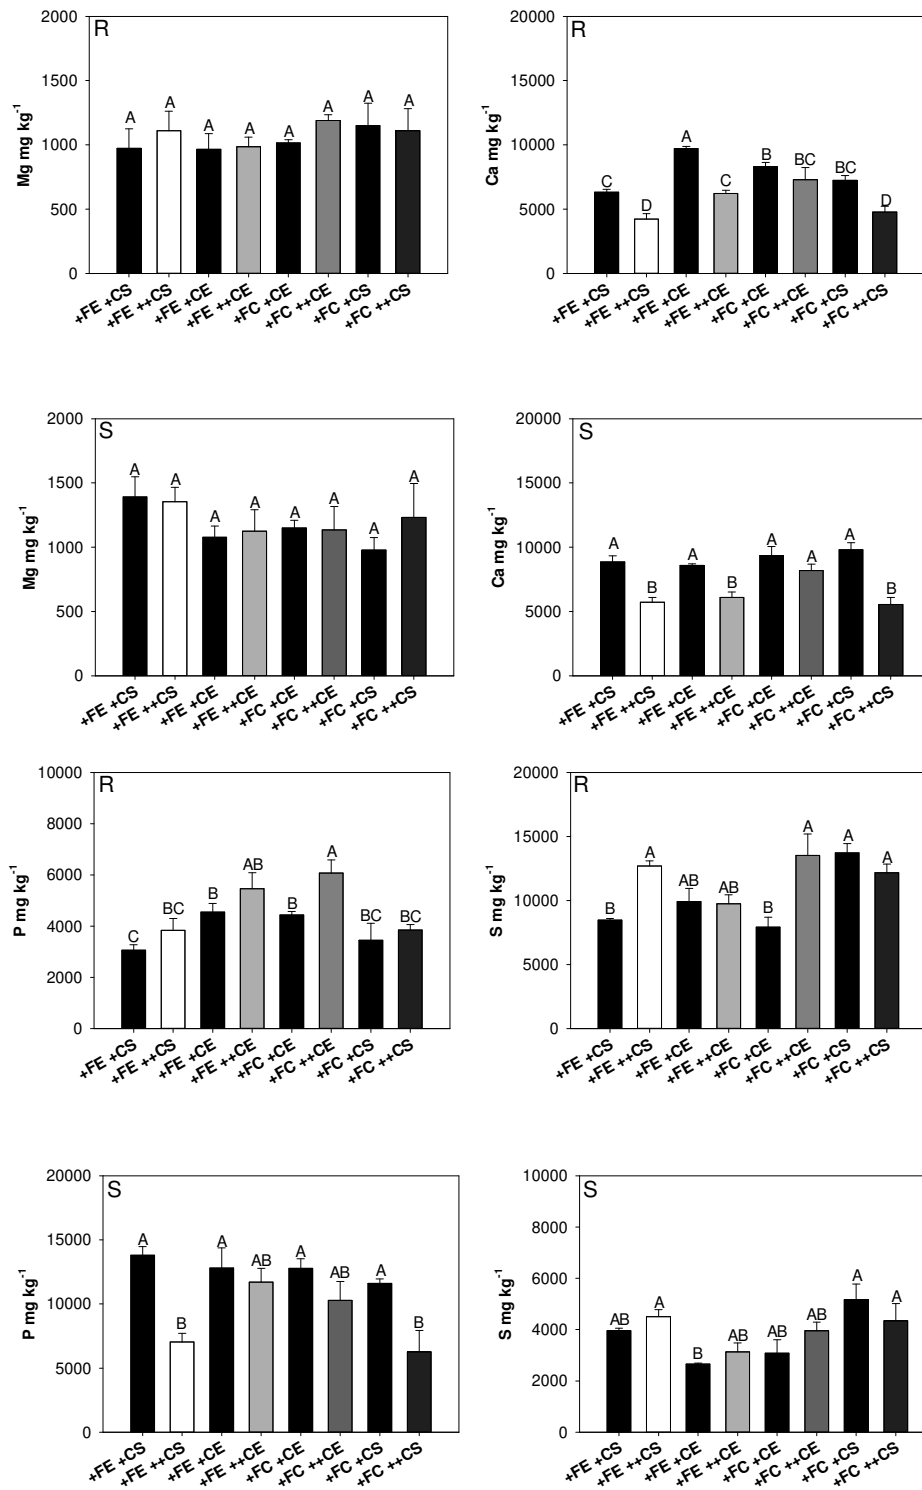 R
2000
1500
1000
500
0
Mg mg kg-1
A A A A A A A A
+FE +CS +FE ++CS +FE +CE +FE ++CE +FC +CE +FC ++CE +FC +CS +FC ++CS
R
20000
15000
10000
5000
0
Ca mg kg-1
C D A C B BC BC D
+FE +CS +FE ++CS +FE +CE +FE ++CE +FC +CE +FC ++CE +FC +CS +FC ++CS
S
2000
1500
1000
500
0
Mg mg kg-1
A A A A A A A A
+FE +CS +FE ++CS +FE +CE +FE ++CE +FC +CE +FC ++CE +FC +CS +FC ++CS
S
20000
15000
10000
5000
0
Ca mg kg-1
A B A B A A A B
+FE +CS +FE ++CS +FE +CE +FE ++CE +FC +CE +FC ++CE +FC +CS +FC ++CS
R
10000
8000
6000
4000
2000
0
P mg kg-1
C BC B AB B A BC BC
+FE +CS +FE ++CS +FE +CE +FE ++CE +FC +CE +FC ++CE +FC +CS +FC ++CS
R
20000
15000
10000
5000
0
S mg kg-1
B A AB AB B A A A
+FE +CS +FE ++CS +FE +CE +FE ++CE +FC +CE +FC ++CE +FC +CS +FC ++CS
S
20000
15000
10000
5000
0
P mg kg-1
A B A AB A AB A B
+FE +CS +FE ++CS +FE +CE +FE ++CE +FC +CE +FC ++CE +FC +CS +FC ++CS
S
10000
8000
6000
4000
2000
0
S mg kg-1
AB A B AB AB AB A A
+FE +CS +FE ++CS +FE +CE +FE ++CE +FC +CE +FC ++CE +FC +CS +FC ++CS